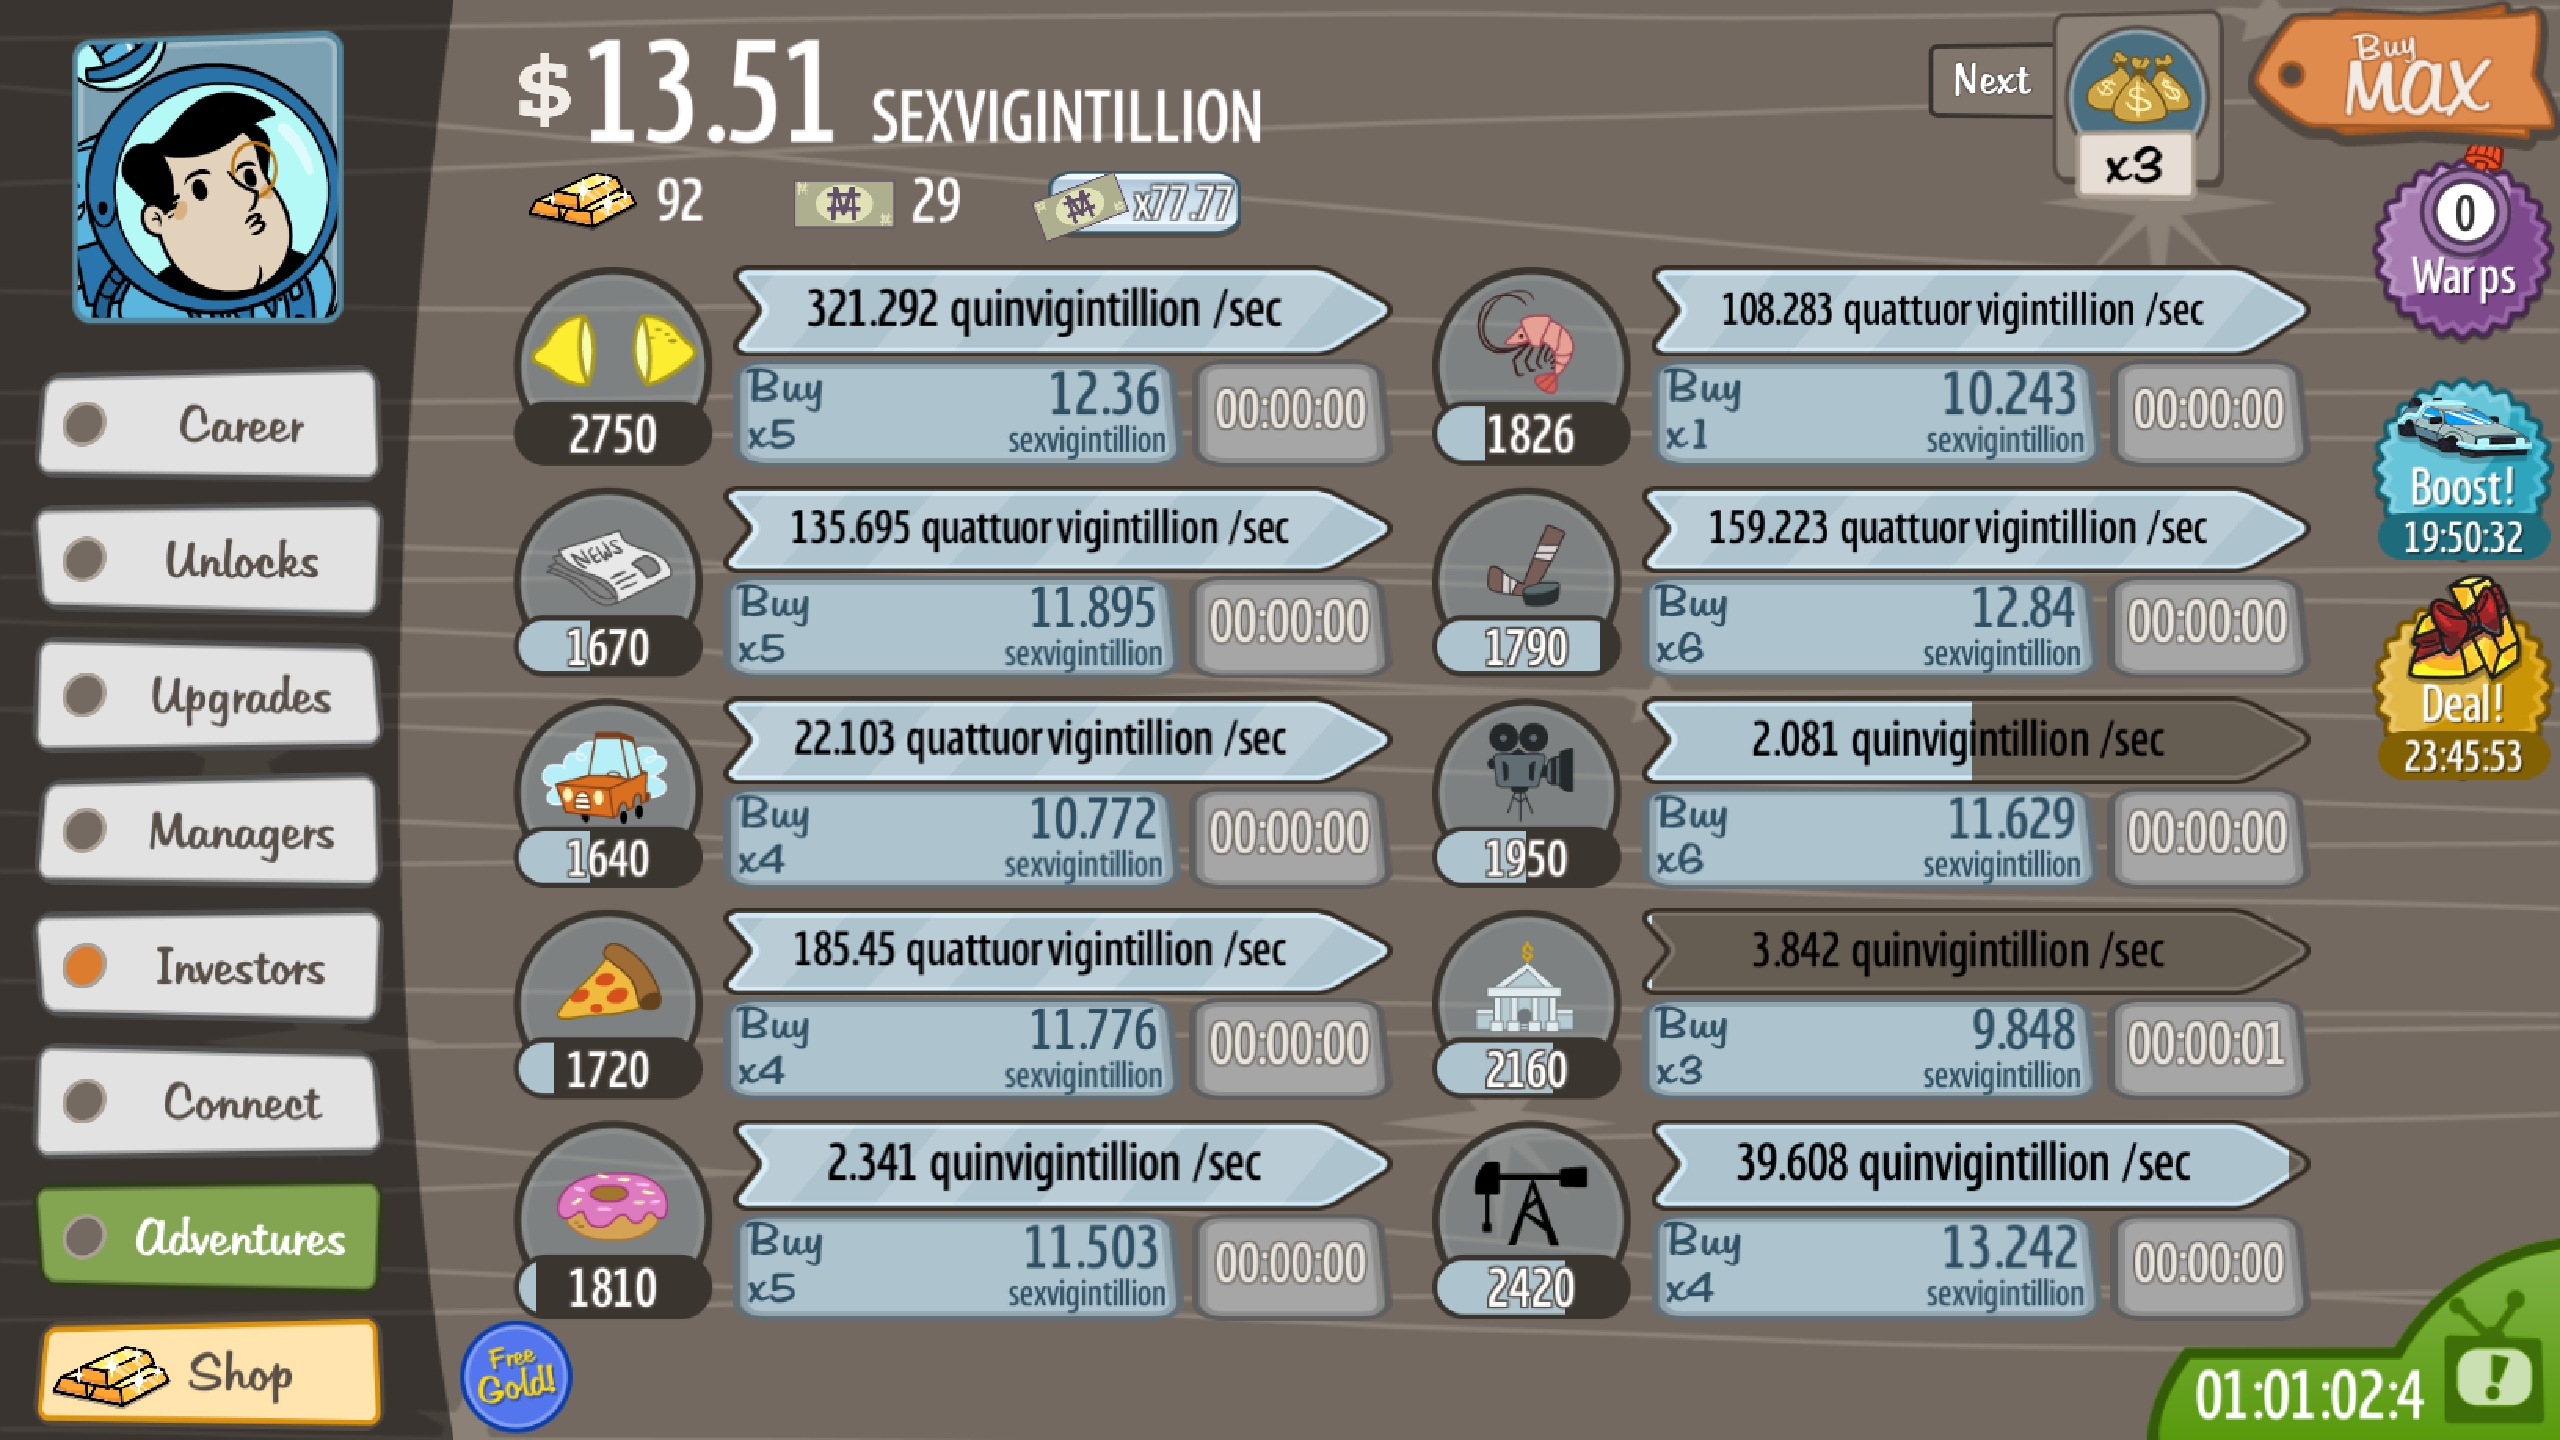 $13.51 SEXVIGINTILLION
Next
x3
Buy
MAX
92
29
x77.77
0
Warps
Boost!
19:50:32
Deal!
23:45:53
Career
Unlocks
Upgrades
Managers
Investors
Connect
Adventures
Shop
2750
321.292 quinvigintillion /sec
Buy 12.36
x5 sexvigintillion
00:00:00
NEWS
1670
135.695 quattuorvigintillion /sec
Buy 11.895
x5 sexvigintillion
00:00:00
1640
22.103 quattuorvigintillion /sec
Buy 10.772
x4 sexvigintillion
00:00:00
1720
185.45 quattuorvigintillion /sec
Buy 11.776
x4 sexvigintillion
00:00:00
1810
2.341 quinvigintillion /sec
Buy 11.503
x5 sexvigintillion
00:00:00
1826
108.283 quattuorvigintillion /sec
Buy 10.243
x1 sexvigintillion
00:00:00
1790
159.223 quattuorvigintillion /sec
Buy 12.84
x6 sexvigintillion
00:00:00
1950
2.081 quinvigintillion /sec
Buy 11.629
x6 sexvigintillion
00:00:00
2160
3.842 quinvigintillion /sec
Buy 9.848
x3 sexvigintillion
00:00:01
2420
39.608 quinvigintillion /sec
Buy 13.242
x4 sexvigintillion
00:00:00
Free
Gold!
01:01:02:4
!